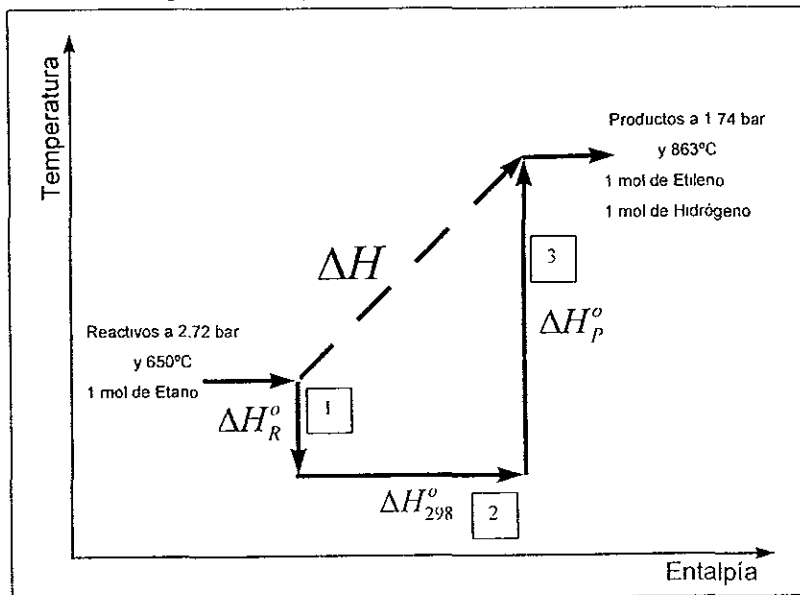 Temperatura
Productos a 1 74 bar
y 863ºC
1 mol de Etileno
1 mol de Hidrógeno
3
ΔH
ΔH°P
Reactivos a 2.72 bar
y 650ºC
1 mol de Etano
1
ΔH°R
ΔH°298
2
Entalpía